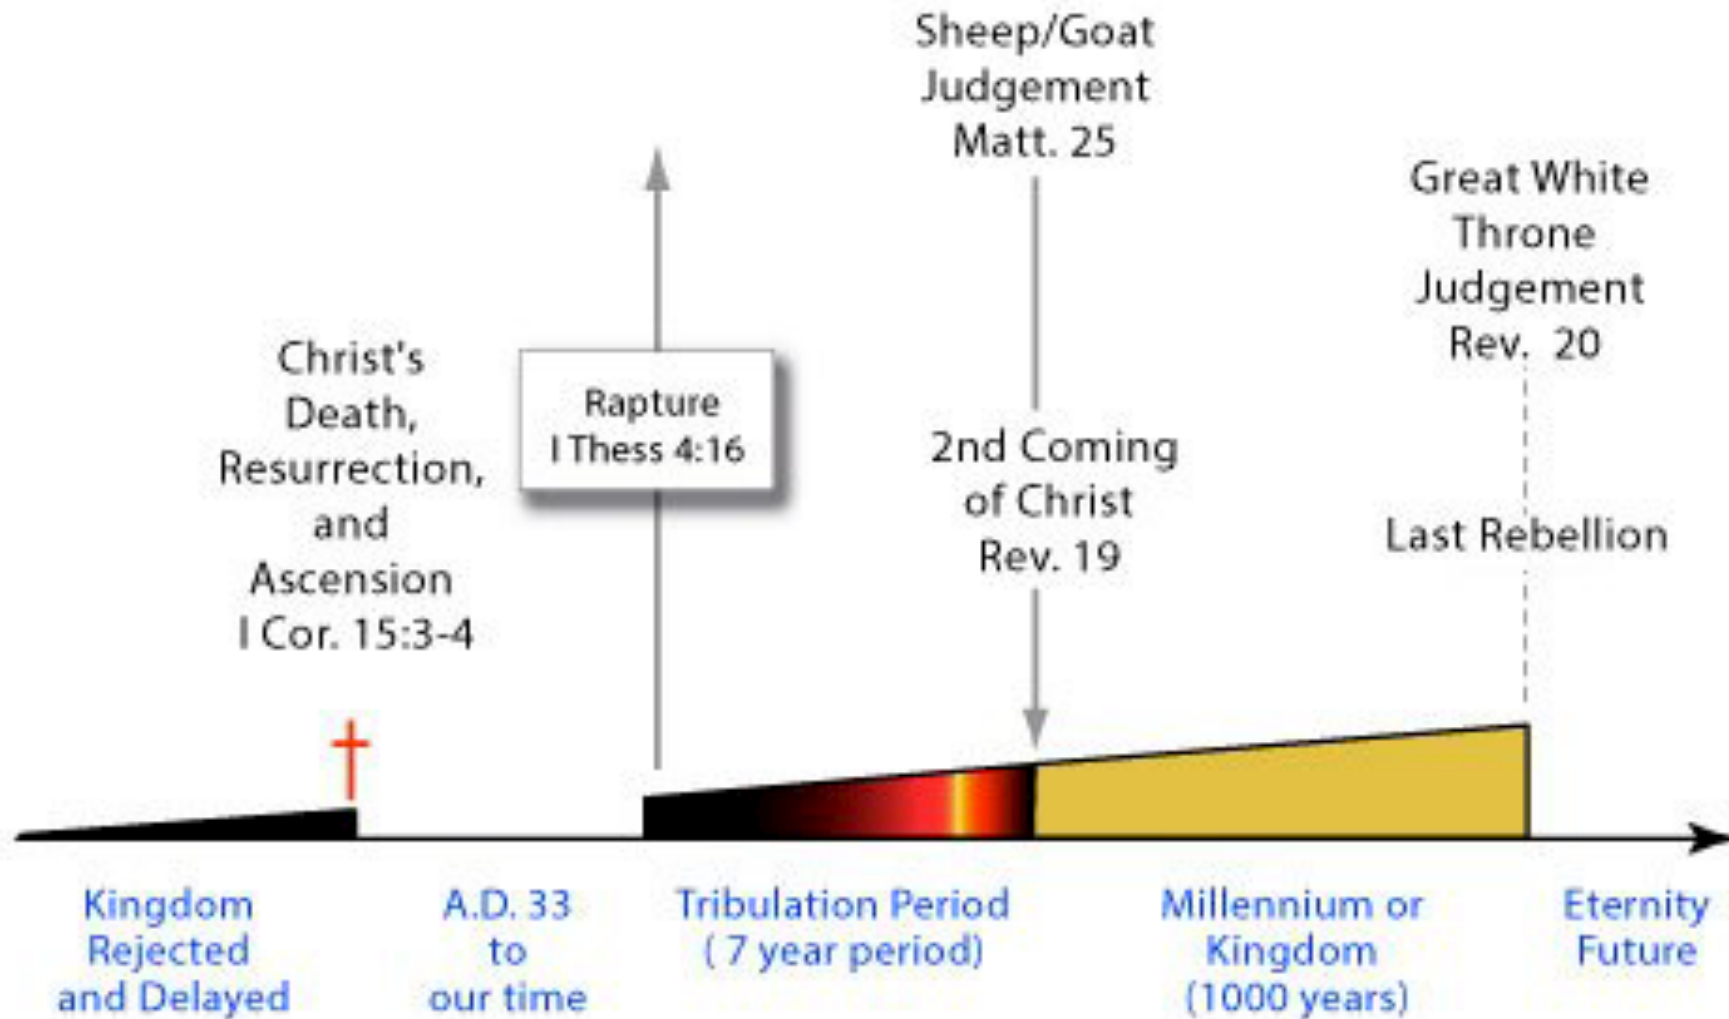 Sheep/Goat
Judgement
Matt. 25
Great White
Throne
Judgement
Rev. 20
Christ's
Death,
Resurrection,
and
Ascension
I Cor. 15:3-4
Rapture
I Thess 4:16
2nd Coming
of Christ
Rev. 19
Last Rebellion
Kingdom
Rejected
and Delayed
A.D. 33
to
our time
Tribulation Period
( 7 year period)
Millennium or
Kingdom
(1000 years)
Eternity
Future